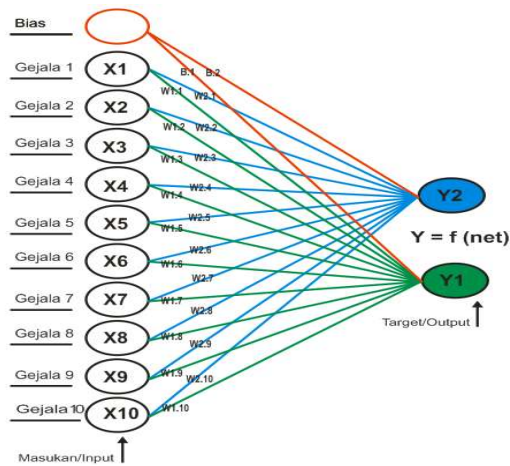 Bias
Gejala 1 X1 B.1 B.2
W1.1 W2.1
Gejala 2 X2
W1.2 W2.2
Gejala 3 X3
W1.3 W2.3
Gejala 4 X4 W2.4 Y2
W1.4
Gejala 5 X5 W2.5
W1.5 Y = f (net)
Gejala 6 X6 W2.6
W1.6
W2.7 Y1
Gejala 7 X7 W1.7
W2.8
Target/Output
Gejala 8 X8 W1.8
W2.9
Gejala 9 X9 W1.9
W2.10
Gejala 10 X10 W1.10
Masukan/Input